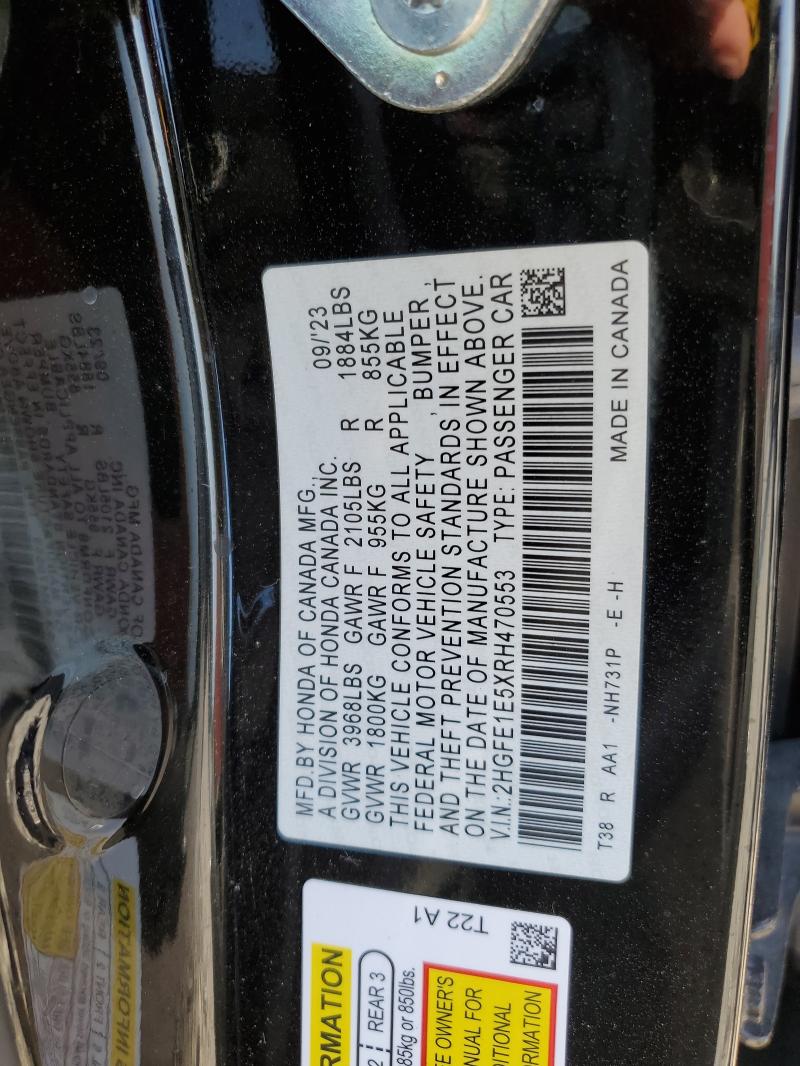 MFD.BY HONDA OF CANADA MFG.,
A DIVISION OF HONDA CANADA INC. 09/'23
GVWR 3968LBS GAWR F 2105LBS R 1884LBS
GVWR 1800KG GAWR F 955KG R 855KG
THIS VEHICLE CONFORMS TO ALL APPLICABLE
FEDERAL MOTOR VEHICLE SAFETY , BUMPER ,
AND THEFT PREVENTION STANDARDS IN EFFECT
ON THE DATE OF MANUFACTURE SHOWN ABOVE.
V.I.N.:2HGFE1E5XRH470553 TYPE: PASSENGER CAR
T38 R AA1 -NH731P -E -H MADE IN CANADA
T22 A1
RMATION
2 REAR 3
85kg or 850lbs.
E OWNER'S
NUAL FOR
DITIONAL
ORMATION